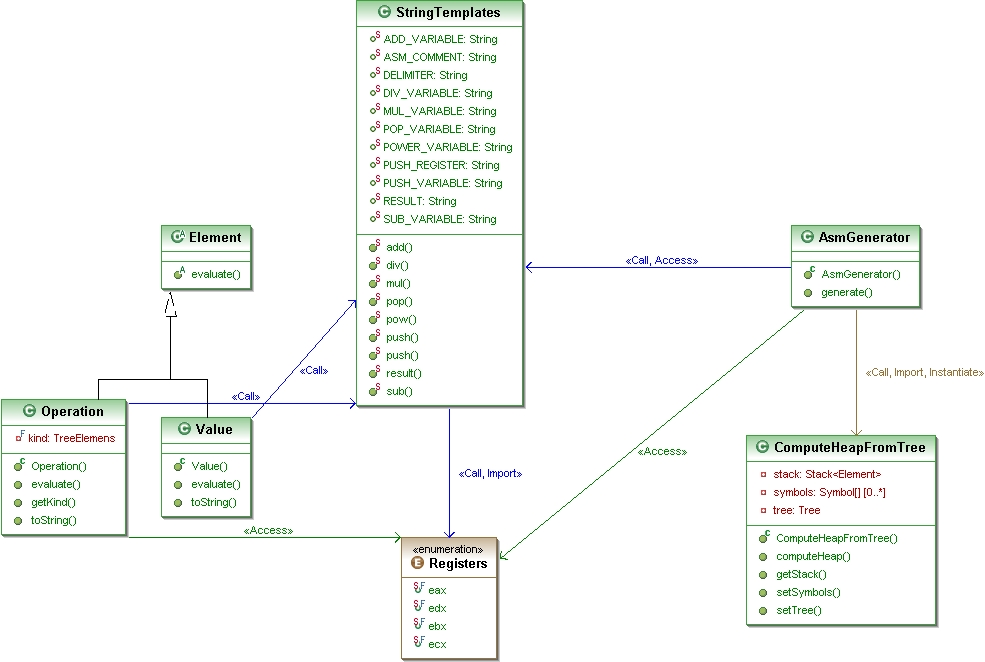 StringTemplates
ADD_VARIABLE: String
ASM_COMMENT: String
DELIMITER: String
DIV_VARIABLE: String
MUL_VARIABLE: String
POP_VARIABLE: String
POWER_VARIABLE: String
PUSH_REGISTER: String
PUSH_VARIABLE: String
RESULT: String
SUB_VARIABLE: String
add()
div()
mul()
pop()
pow()
push()
push()
result()
sub()
Element
evaluate()
AsmGenerator
AsmGenerator()
generate()
«Call, Access»
«Call»
«Call»
«Call, Import, Instantiate»
Operation
kind: TreeElemens
Operation()
evaluate()
getKind()
toString()
Value
Value()
evaluate()
toString()
«Call, Import»
«Access»
«Access»
ComputeHeapFromTree
stack: Stack<Element>
symbols: Symbol[] [0..*]
tree: Tree
ComputeHeapFromTree()
computeHeap()
getStack()
setSymbols()
setTree()
«enumeration»
Registers
eax
edx
ebx
ecx